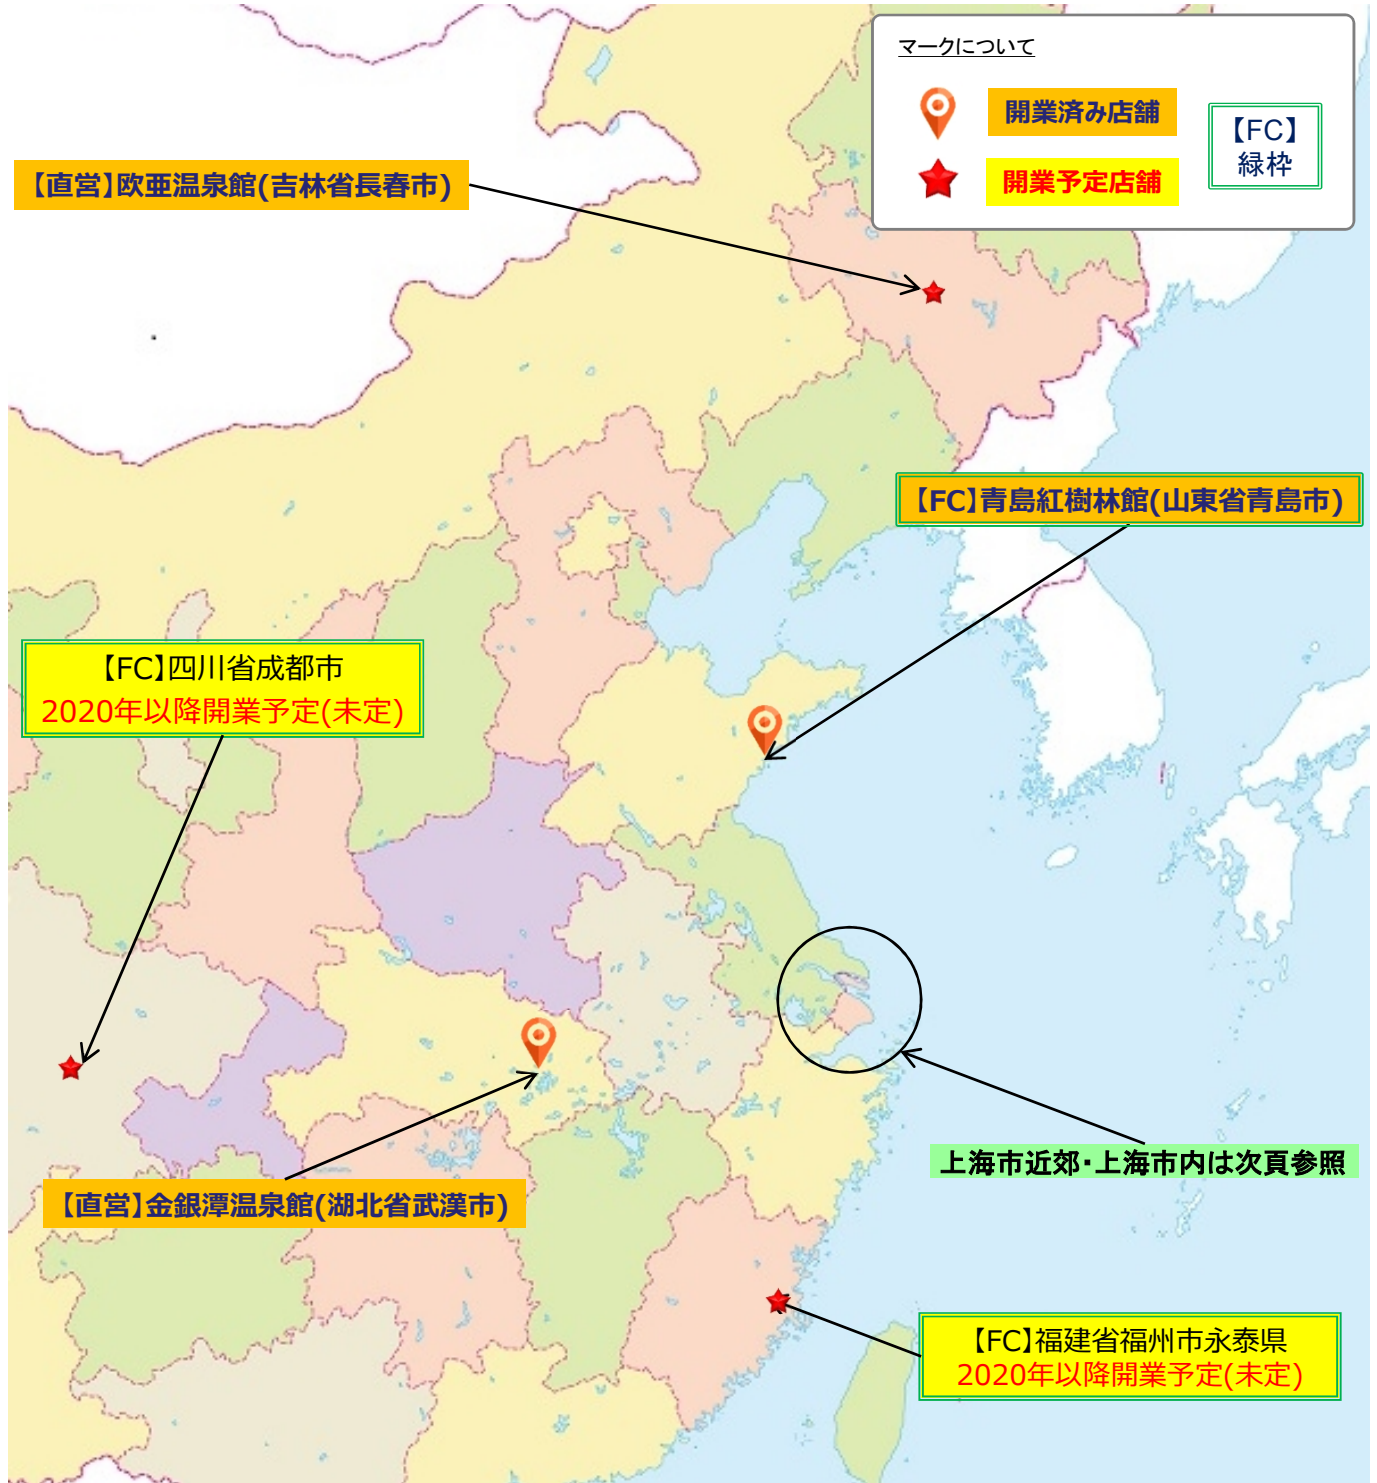 マークについて
開業済み店舗
開業予定店舗
【FC】
緑枠
【直営】欧亜温泉館(吉林省長春市)
【FC】青島紅樹林館(山東省青島市)
【FC】四川省成都市
2020年以降開業予定(未定)
上海市近郊・上海市内は次頁参照
【直営】金銀潭温泉館(湖北省武漢市)
【FC】福建省福州市永泰県
2020年以降開業予定(未定)